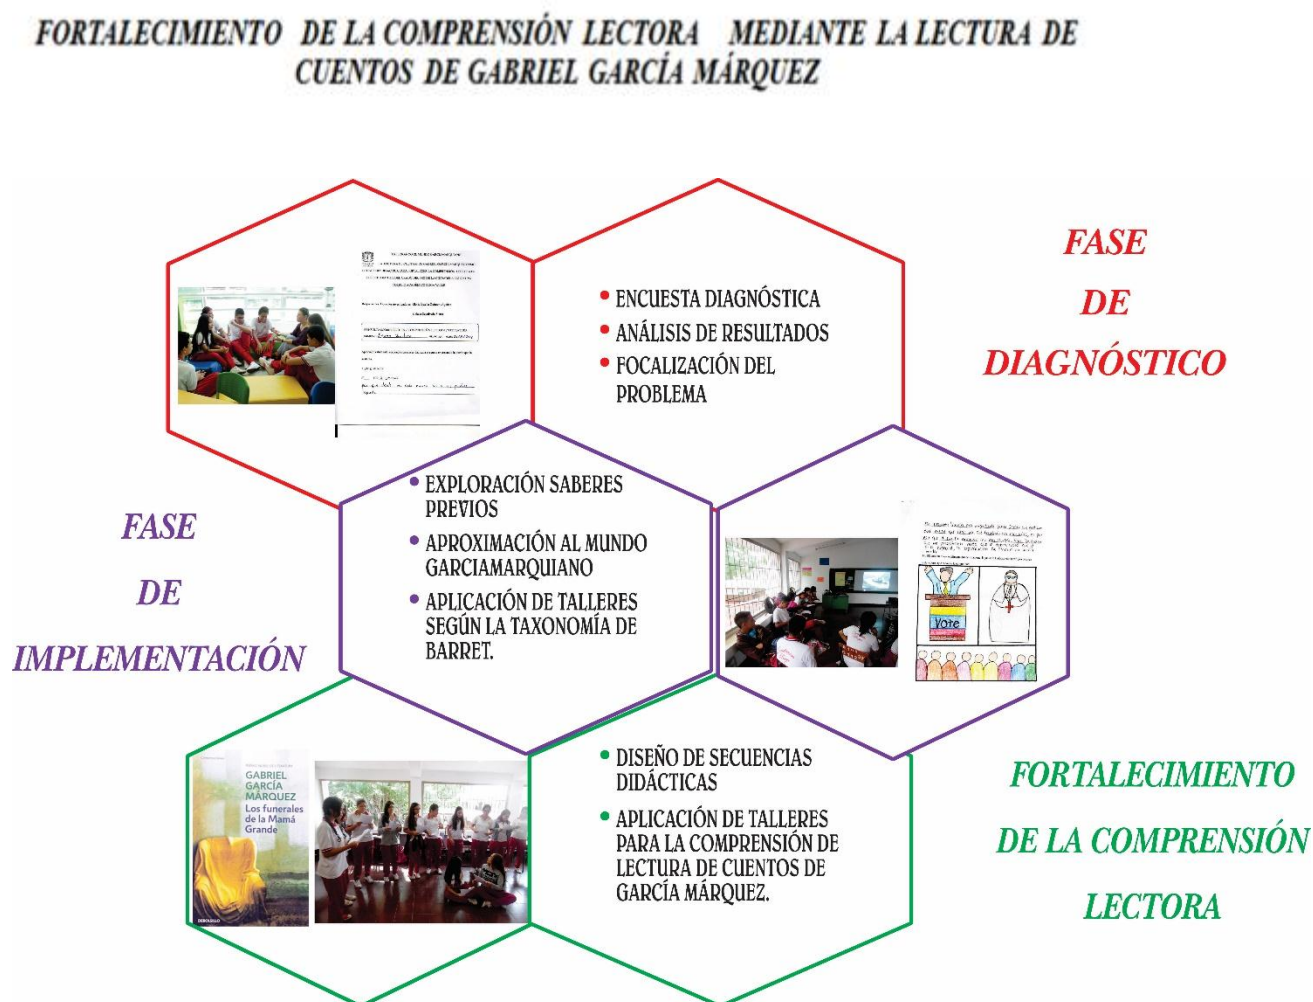 FORTALECIMIENTO DE LA COMPRENSIÓN LECTORA MEDIANTE LA LECTURA DE
CUENTOS DE GABRIEL GARCÍA MÁRQUEZ
FASE
DE
DIAGNÓSTICO
• ENCUESTA DIAGNÓSTICA
• ANÁLISIS DE RESULTADOS
• FOCALIZACIÓN DEL
PROBLEMA
FASE
DE
IMPLEMENTACIÓN
• EXPLORACIÓN SABERES
PREVIOS
• APROXIMACIÓN AL MUNDO
GARCIAMARQUIANO
• APLICACIÓN DE TALLERES
SEGÚN LA TAXONOMÍA DE
BARRET.
Vote
GABRIEL
GARCÍA
MÁRQUEZ
Los funerales
de la Mamá
Grande
DEBOLSILLO
• DISEÑO DE SECUENCIAS
DIDÁCTICAS
• APLICACIÓN DE TALLERES
PARA LA COMPRENSIÓN DE
LECTURA DE CUENTOS DE
GARCÍA MÁRQUEZ.
FORTALECIMIENTO
DE LA COMPRENSIÓN
LECTORA